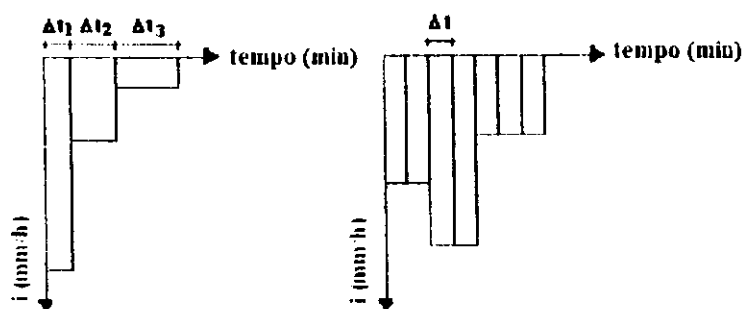 Δt₁ Δt₂ Δt₃
tempo (min)
i (mm/h)
Δt
tempo (min)
i (mm/h)